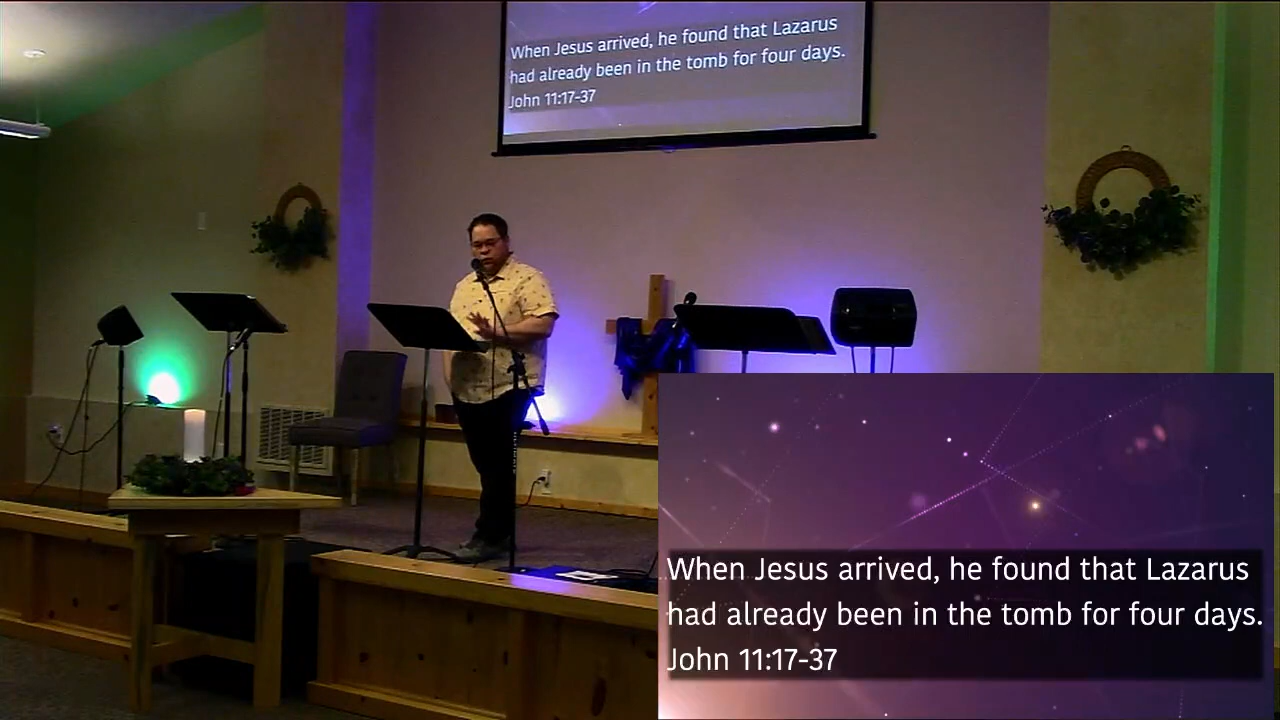 When Jesus arrived, he found that Lazarus
had already been in the tomb for four days.
John 11:17-37
When Jesus arrived, he found that Lazarus
had already been in the tomb for four days.
John 11:17-37